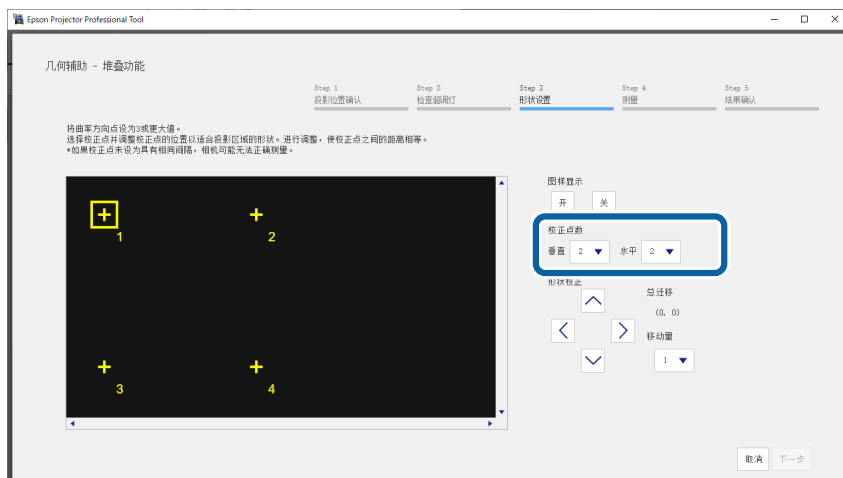 Epson Projector Professional Tool
几何辅助 - 堆叠功能
Step 1
投影位置确认
Step 2
检查超周灯
Step 3
形状设置
Step 4
测量
Step 5
结果确认
将曲率方向点设为3或更大值。
选择校正点并调整校正点的位置以适合投影区域的形状。进行调整，使校正点之间的距离相等。
*如果校正点未设为具有相同间隔，相机可能无法正确测量。
1
2
3
4
图样显示
开 关
校正点数
垂直 2 水平 2
形状校正
总迁移
(0, 0)
移动量
1
取消 下一步